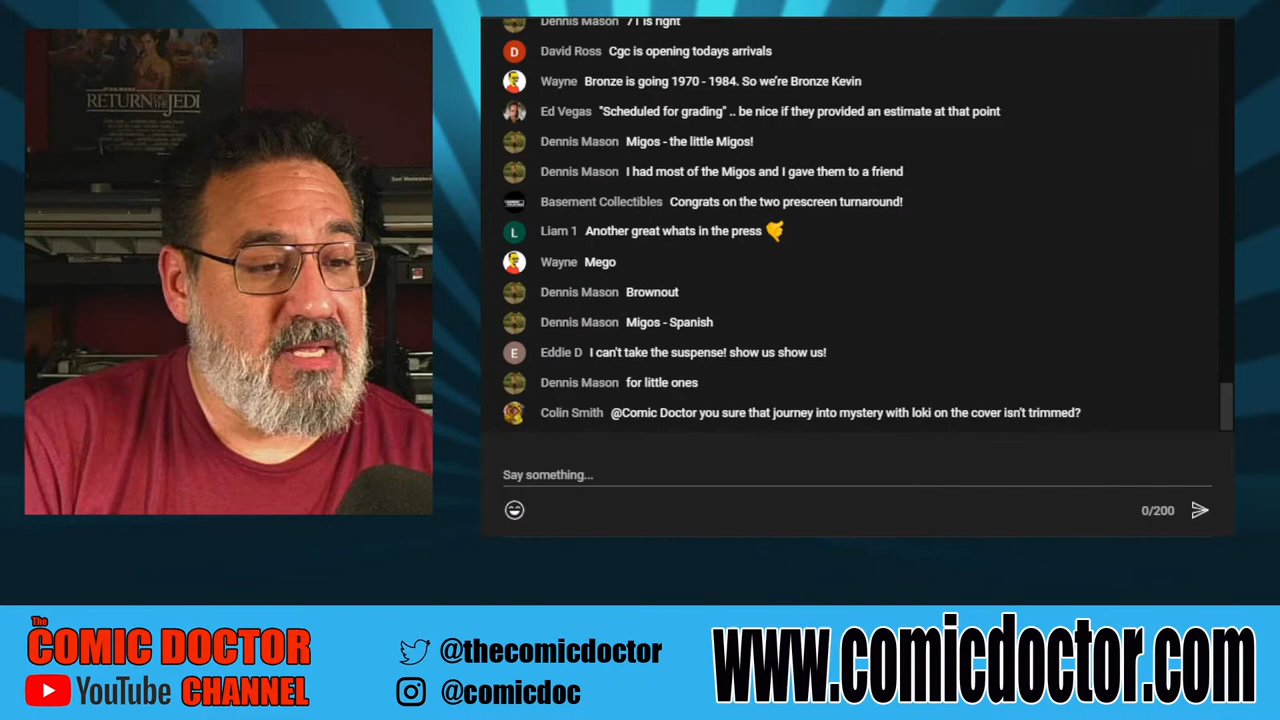 RETURN OF THE JEDI
Dennis Mason 71 is right
David Ross Cgc is opening todays arrivals
Wayne Bronze is going 1970 - 1984. So we're Bronze Kevin
Ed Vegas "Scheduled for grading" .. be nice if they provided an estimate at that point
Dennis Mason Migos - the little Migos!
Dennis Mason I had most of the Migos and I gave them to a friend
Basement Collectibles Congrats on the two prescreen turnaround!
L Liam 1 Another great whats in the press
Wayne Mego
Dennis Mason Brownout
Dennis Mason Migos - Spanish
E Eddie D I can't take the suspense! show us show us!
Dennis Mason for little ones
Colin Smith @Comic Doctor you sure that journey into mystery with loki on the cover isn't trimmed?
Say something...
0/200
The
COMIC DOCTOR
YouTube CHANNEL
@thecomicdoctor
@comicdoc
www.comicdoctor.com